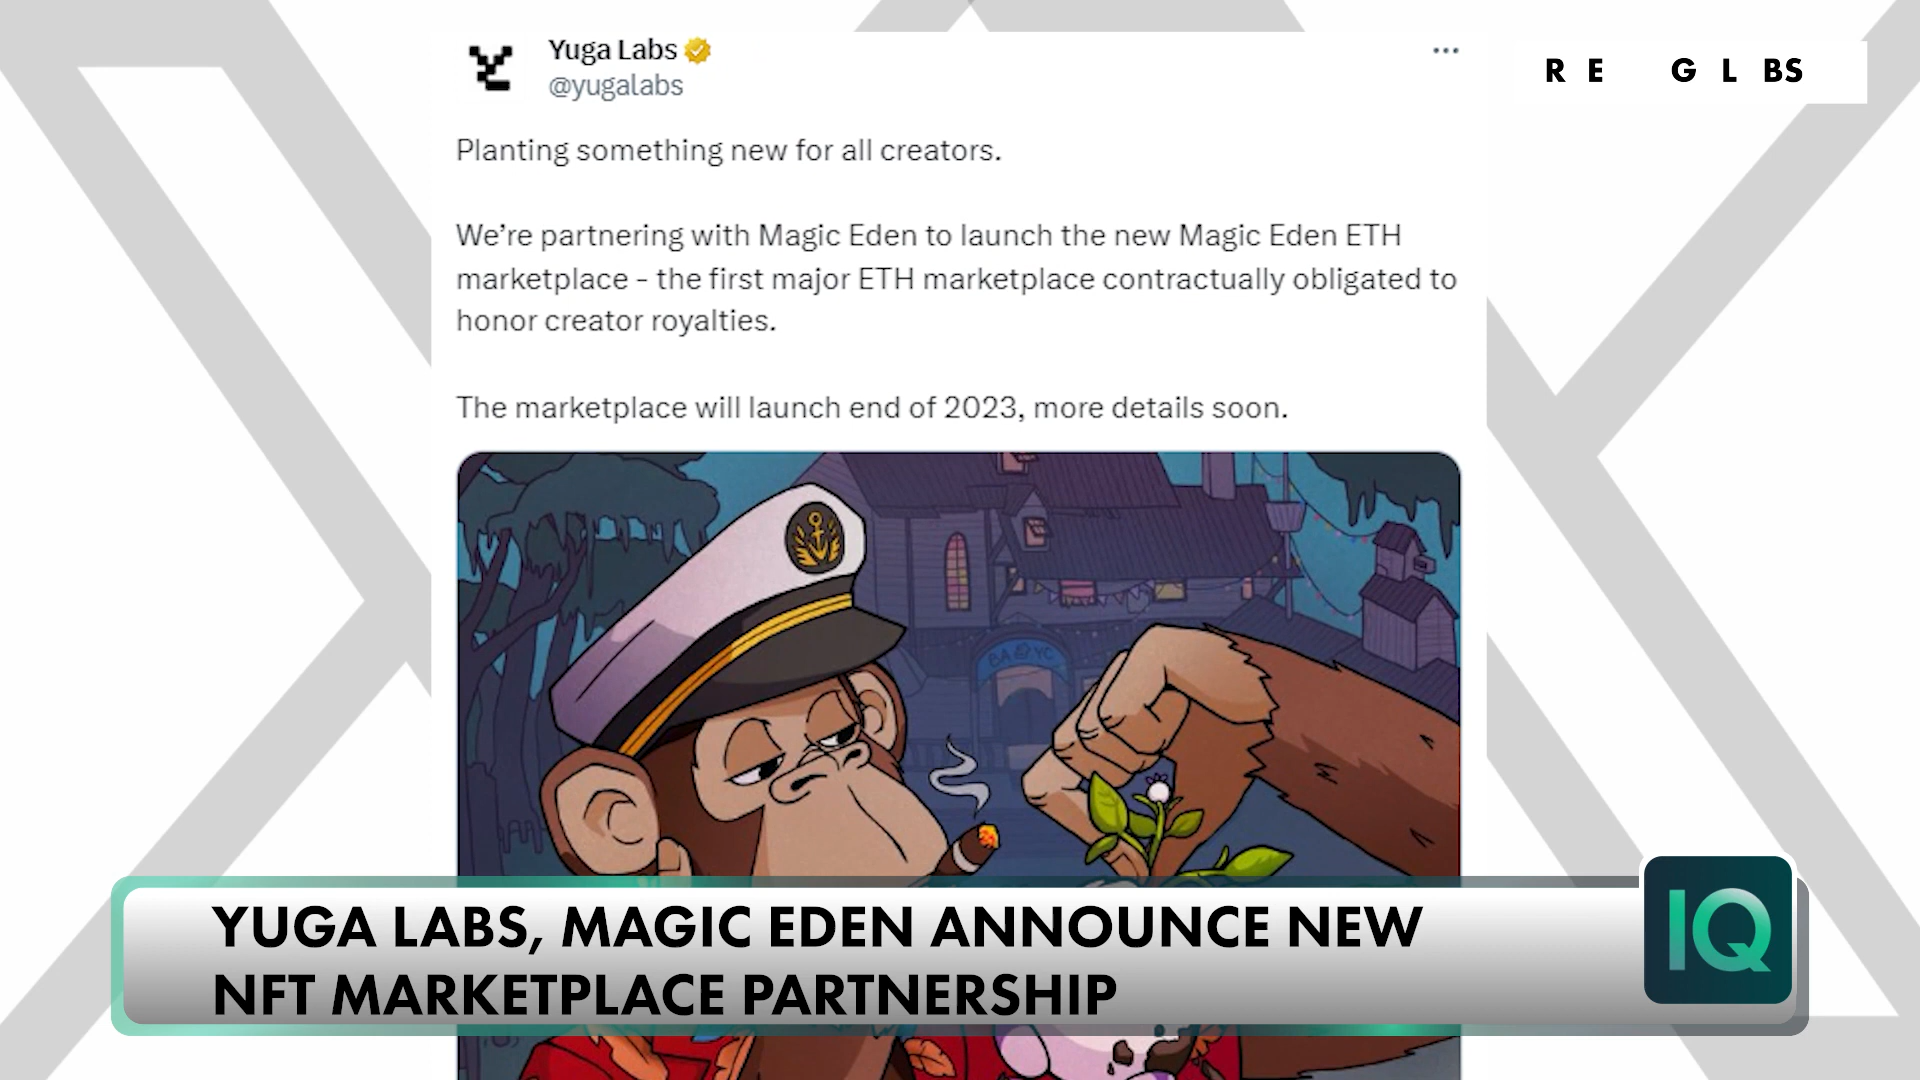 Yuga Labs
@yugalabs
R E G L BS
Planting something new for all creators.
We’re partnering with Magic Eden to launch the new Magic Eden ETH
marketplace – the first major ETH marketplace contractually obligated to
honor creator royalties.
The marketplace will launch end of 2023, more details soon.
BAYC
YUGA LABS, MAGIC EDEN ANNOUNCE NEW
NFT MARKETPLACE PARTNERSHIP
IQ